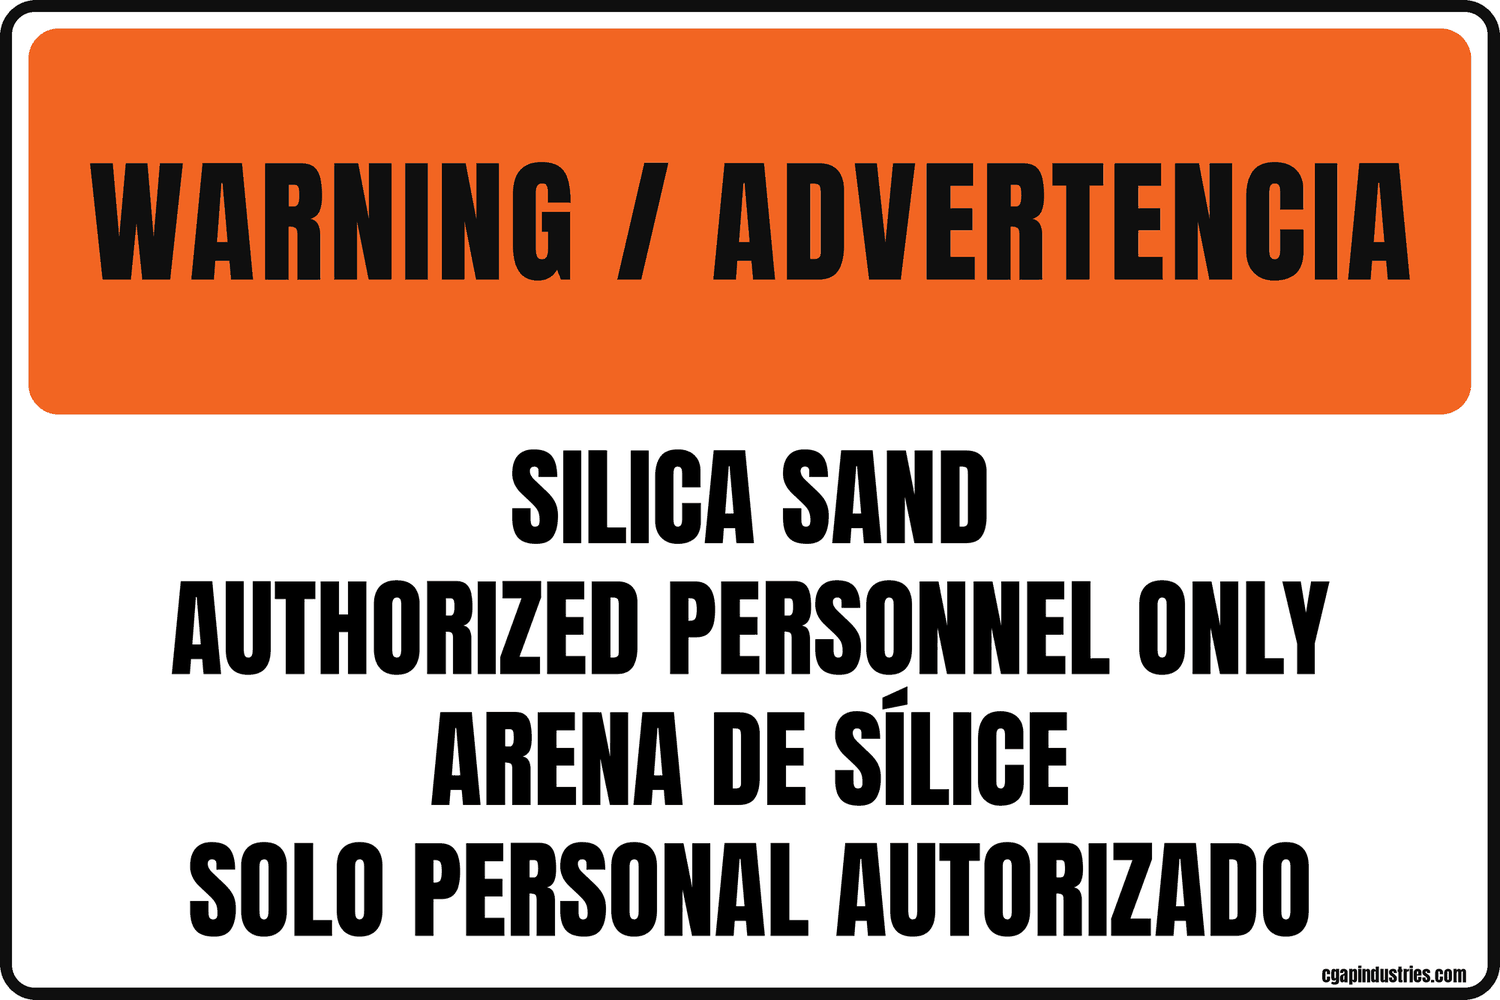 WARNING / ADVERTENCIA
SILICA SAND
AUTHORIZED PERSONNEL ONLY
ARENA DE SÍLICE
SOLO PERSONAL AUTORIZADO
cgapindustries.com